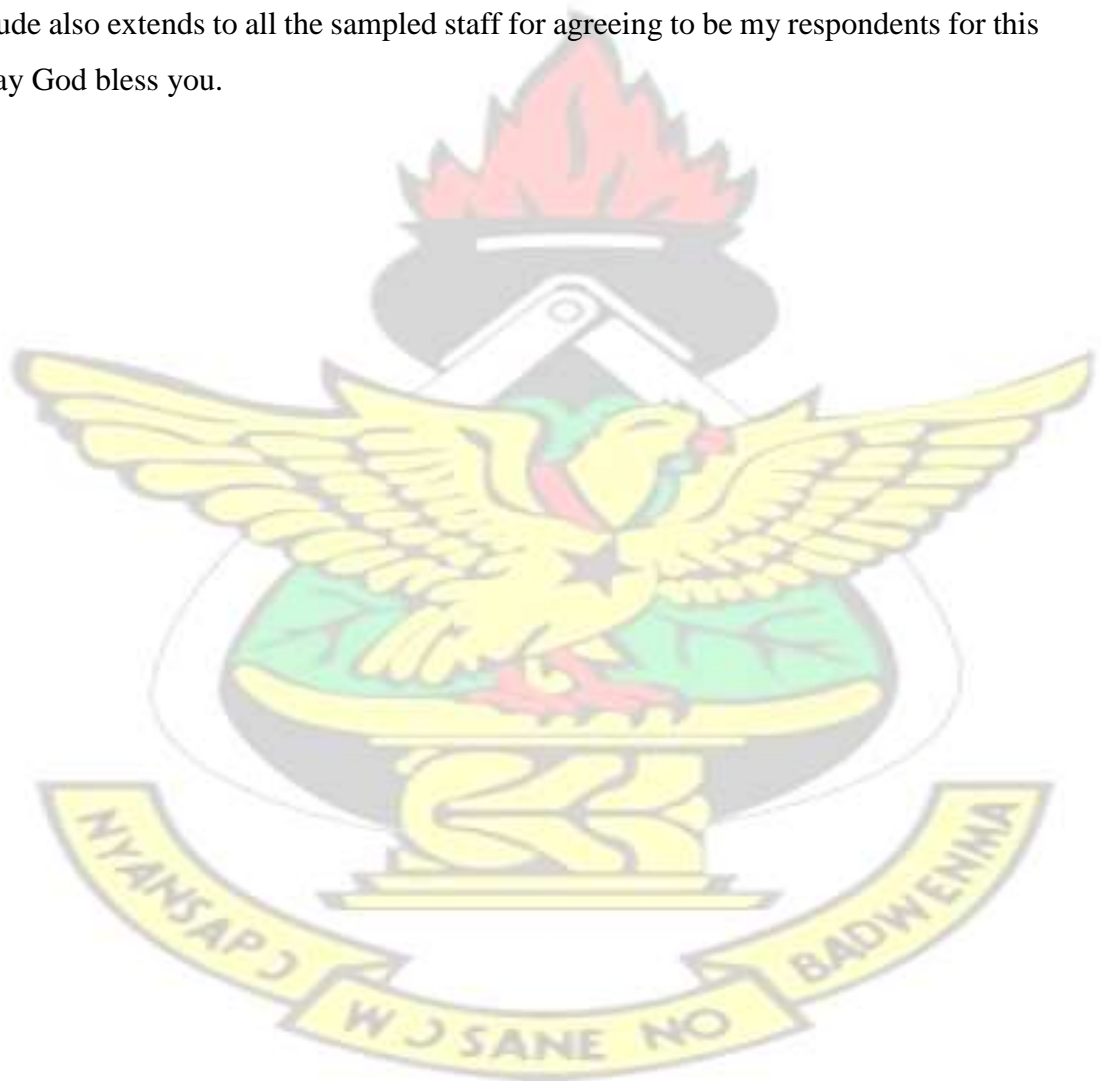 ude also extends to all the sampled staff for agreeing to be my respondents for this
ay God bless you.
NYANSAPƆ
WƆSANE NO
BADWENMA